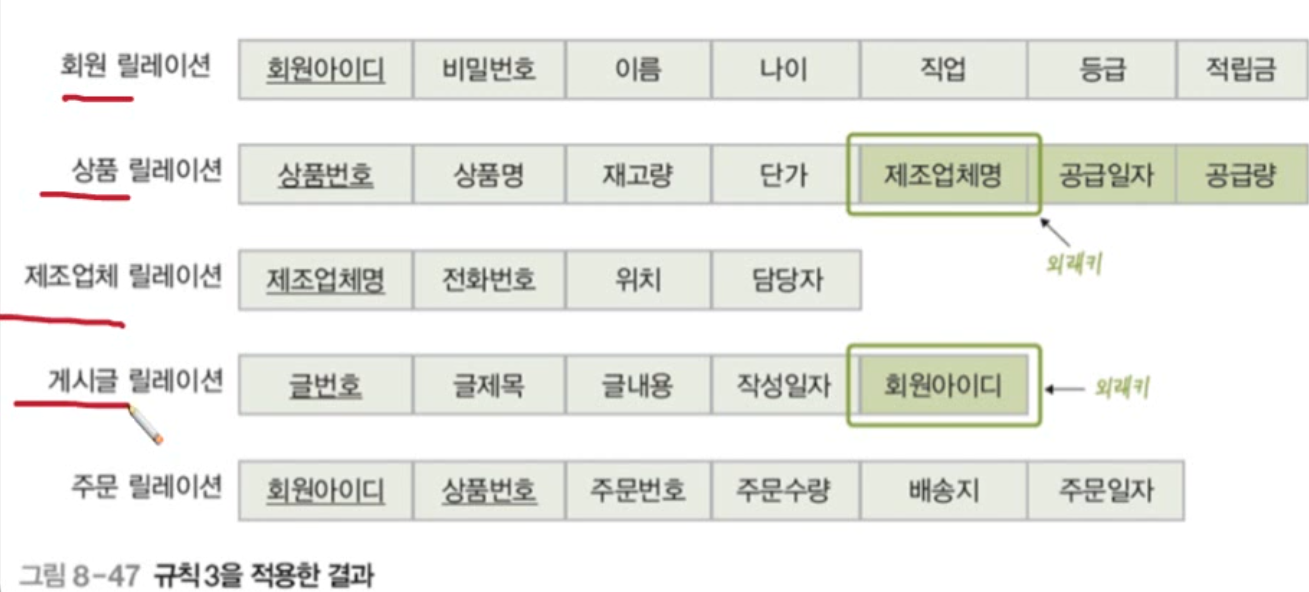 회원 릴레이션 회원아이디 비밀번호 이름 나이 직업 등급 적립금
상품 릴레이션 상품번호 상품명 재고량 단가 제조업체명 공급일자 공급량
외래키
제조업체 릴레이션 제조업체명 전화번호 위치 담당자
게시글 릴레이션 글번호 글제목 글내용 작성일자 회원아이디 외래키
주문 릴레이션 회원아이디 상품번호 주문번호 주문수량 배송지 주문일자
그림 8-47 규칙 3을 적용한 결과